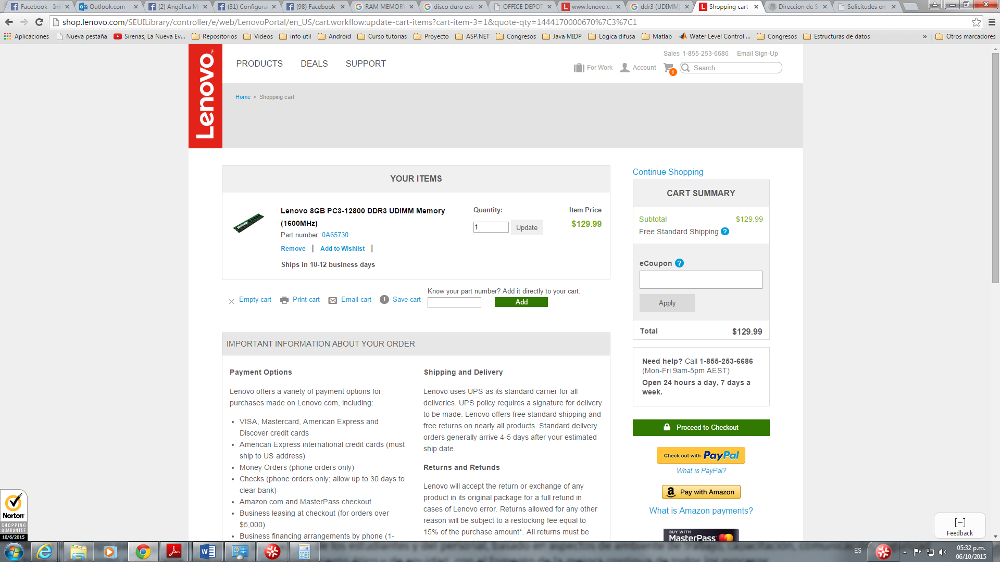 Facebook - Ini
Outlook.com -
(2) Angélica M
(31) Configura
(98) Facebook
RAM MEMORY
disco duro ext
OFFICE DEPOT
www.lenovo.cc
ddr3 (UDIMM)
Shopping cart
Direccion de S
Solicitudes en
shop.lenovo.com/SEUILibrary/controller/e/web/LenovoPortal/en_US/cart.workflow:update-cart-items?cart-item-3=1&quote-qty=1444170000670%7C3%7C1
Aplicaciones
Nueva pestaña
Sirenas, La Nueva Ev...
Repositorios
Videos
info util
Android
Curso tutorias
Proyecto
ASP.NET
Congresos
Java MIDP
Lógica difusa
Matlab
Water Level Control ...
Congresos
Estructuras de datos
»
Otros marcadores
Lenovo™
PRODUCTS DEALS SUPPORT
Sales 1-855-253-6686 Email Sign-Up
For Work Account 1 Search
Home > Shopping cart
YOUR ITEMS
Lenovo 8GB PC3-12800 DDR3 UDIMM Memory
(1600MHz)
Part number: 0A65730
Remove | Add to Wishlist |
Ships in 10-12 business days
Quantity:
1 Update
Item Price
$129.99
Empty cart Print cart Email cart Save cart
Know your part number? Add it directly to your cart.
Add
Continue Shopping
CART SUMMARY
Subtotal $129.99
Free Standard Shipping ?
eCoupon ?
Apply
Total $129.99
Need help? Call 1-855-253-6686
(Mon-Fri 9am-5pm AEST)
Open 24 hours a day, 7 days a
week.
Proceed to Checkout
Check out with PayPal
What is PayPal?
Pay with Amazon
What is Amazon payments?
BUY WITH
MasterPass
IMPORTANT INFORMATION ABOUT YOUR ORDER
Payment Options
Lenovo offers a variety of payment options for
purchases made on Lenovo.com, including:
• VISA, Mastercard, American Express and
Discover credit cards
• American Express international credit cards (must
ship to US address)
• Money Orders (phone orders only)
• Checks (phone orders only; allow up to 30 days to
clear bank)
• Amazon.com and MasterPass checkout
• Business leasing at checkout (for orders over
$5,000)
• Business financing arrangements by phone (1-
Shipping and Delivery
Lenovo uses UPS as its standard carrier for all
deliveries. UPS policy requires a signature for delivery
to be made. Lenovo offers free standard shipping and
free returns on nearly all products. Standard delivery
orders generally arrive 4-5 days after your estimated
ship date.
Returns and Refunds
Lenovo will accept the return or exchange of any
product in its original package for a full refund in
cases of Lenovo error. Returns allowed for any other
reason will be subject to a restocking fee equal to
15% of the purchase amount*. All returns must be
Norton
SHOPPING
GUARANTEE
10/6/2015
[–]
Feedback
ES
05:32 p.m.
06/10/2015